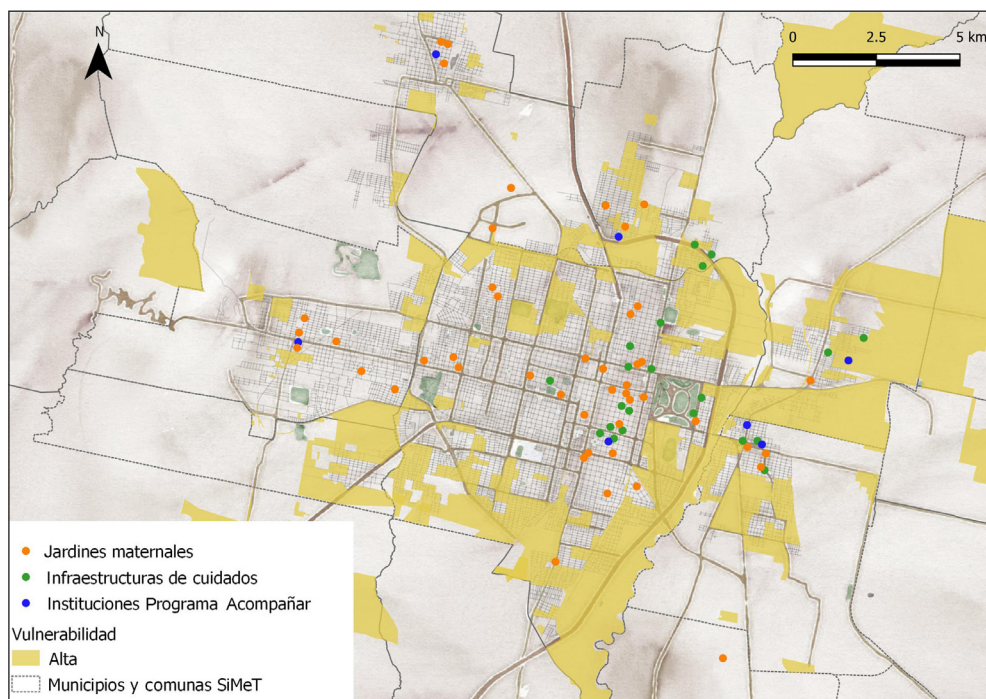 N
0 2.5 5 km
Jardines maternales
Infraestructuras de cuidados
Instituciones Programa Acompañar
Vulnerabilidad
Alta
Municipios y comunas SiMeT